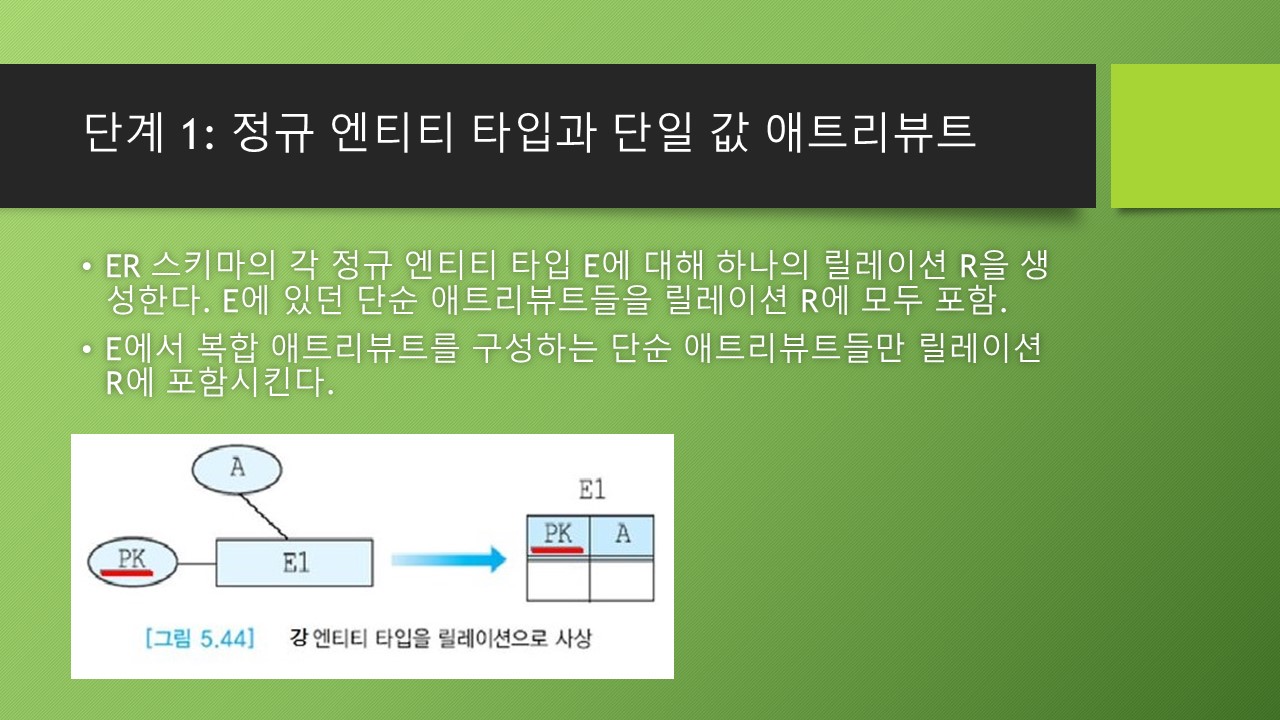 단계 1: 정규 엔티티 타입과 단일 값 애트리뷰트
• ER 스키마의 각 정규 엔티티 타입 E에 대해 하나의 릴레이션 R을 생
성한다. E에 있던 단순 애트리뷰트들을 릴레이션 R에 모두 포함.
• E에서 복합 애트리뷰트를 구성하는 단순 애트리뷰트들만 릴레이션
R에 포함시킨다.
A
PK
E1
E1
PK A
[그림 5.44] 강 엔티티 타입을 릴레이션으로 사상